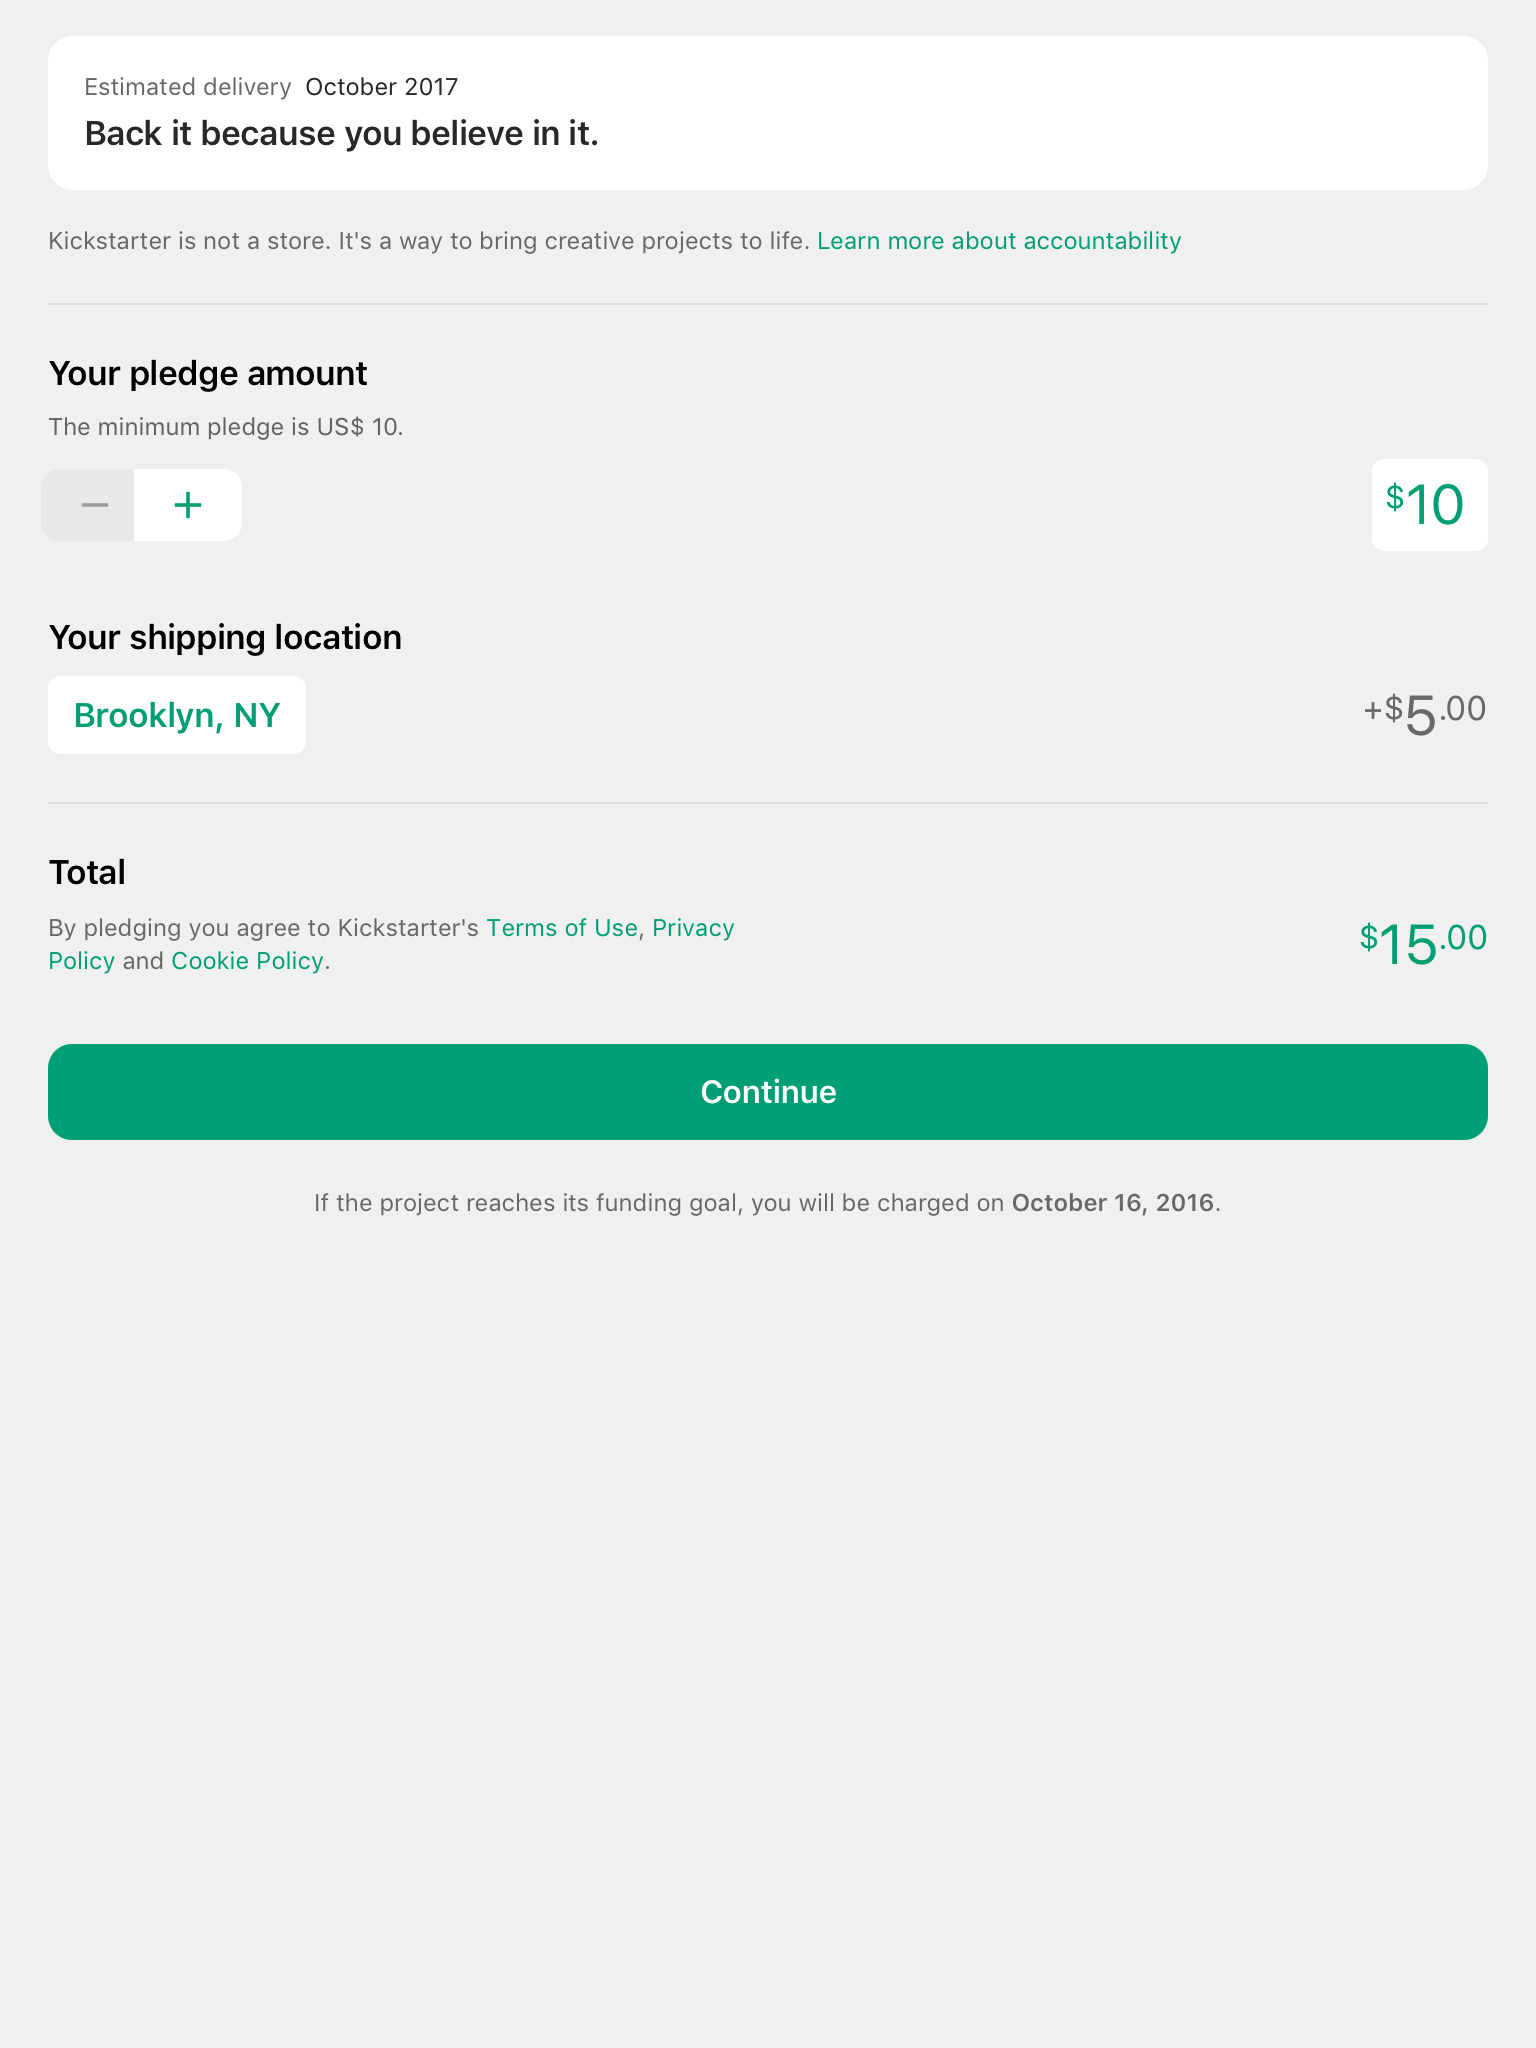 Estimated delivery October 2017
Back it because you believe in it.
Kickstarter is not a store. It's a way to bring creative projects to life. Learn more about accountability
Your pledge amount
The minimum pledge is US$ 10.
− +
$10
Your shipping location
Brooklyn, NY
+$5.00
Total
By pledging you agree to Kickstarter's Terms of Use, Privacy
Policy and Cookie Policy.
$15.00
Continue
If the project reaches its funding goal, you will be charged on October 16, 2016.